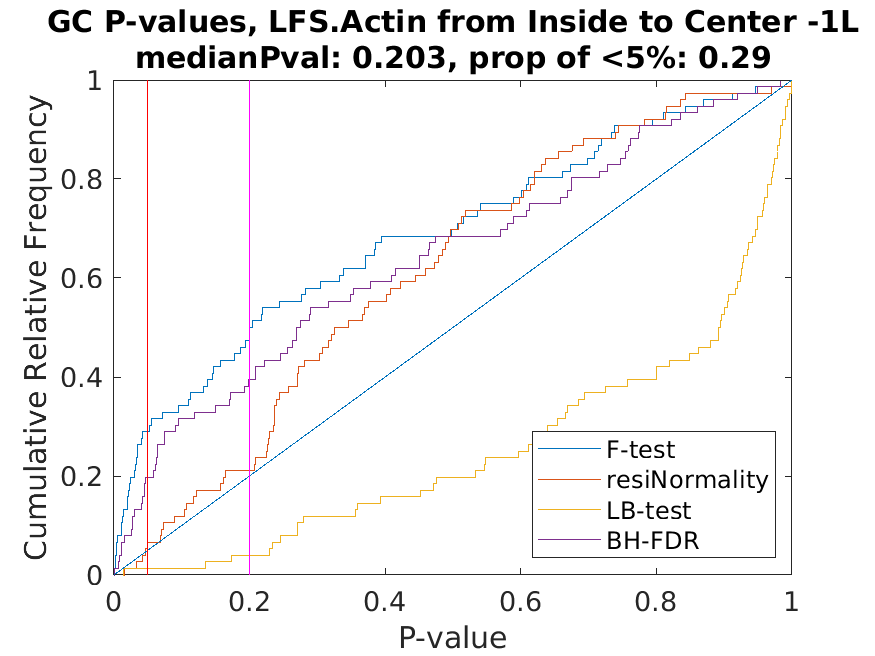 GC P-values, LFS.Actin from Inside to Center -1L
medianPval: 0.203, prop of <5%: 0.29
Cumulative Relative Frequency
1
0.8
0.6
0.4
0.2
0
F-test
resiNormality
LB-test
BH-FDR
0 0.2 0.4 0.6 0.8 1
P-value